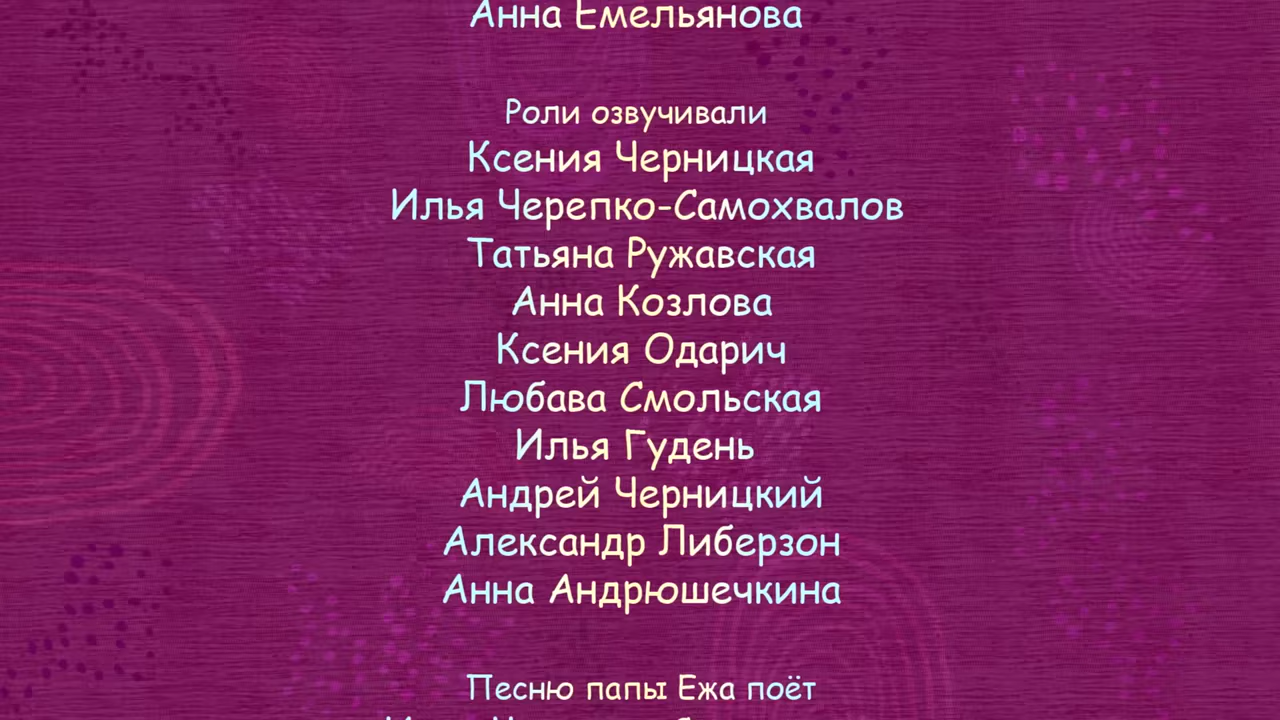 Анна Емельянова
Роли озвучивали
Ксения Черницкая
Илья Черепко-Самохвалов
Татьяна Ружавская
Анна Козлова
Ксения Одарич
Любава Смольская
Илья Гудень
Андрей Черницкий
Александр Либерзон
Анна Андрюшечкина
Песню папы Ежа поёт